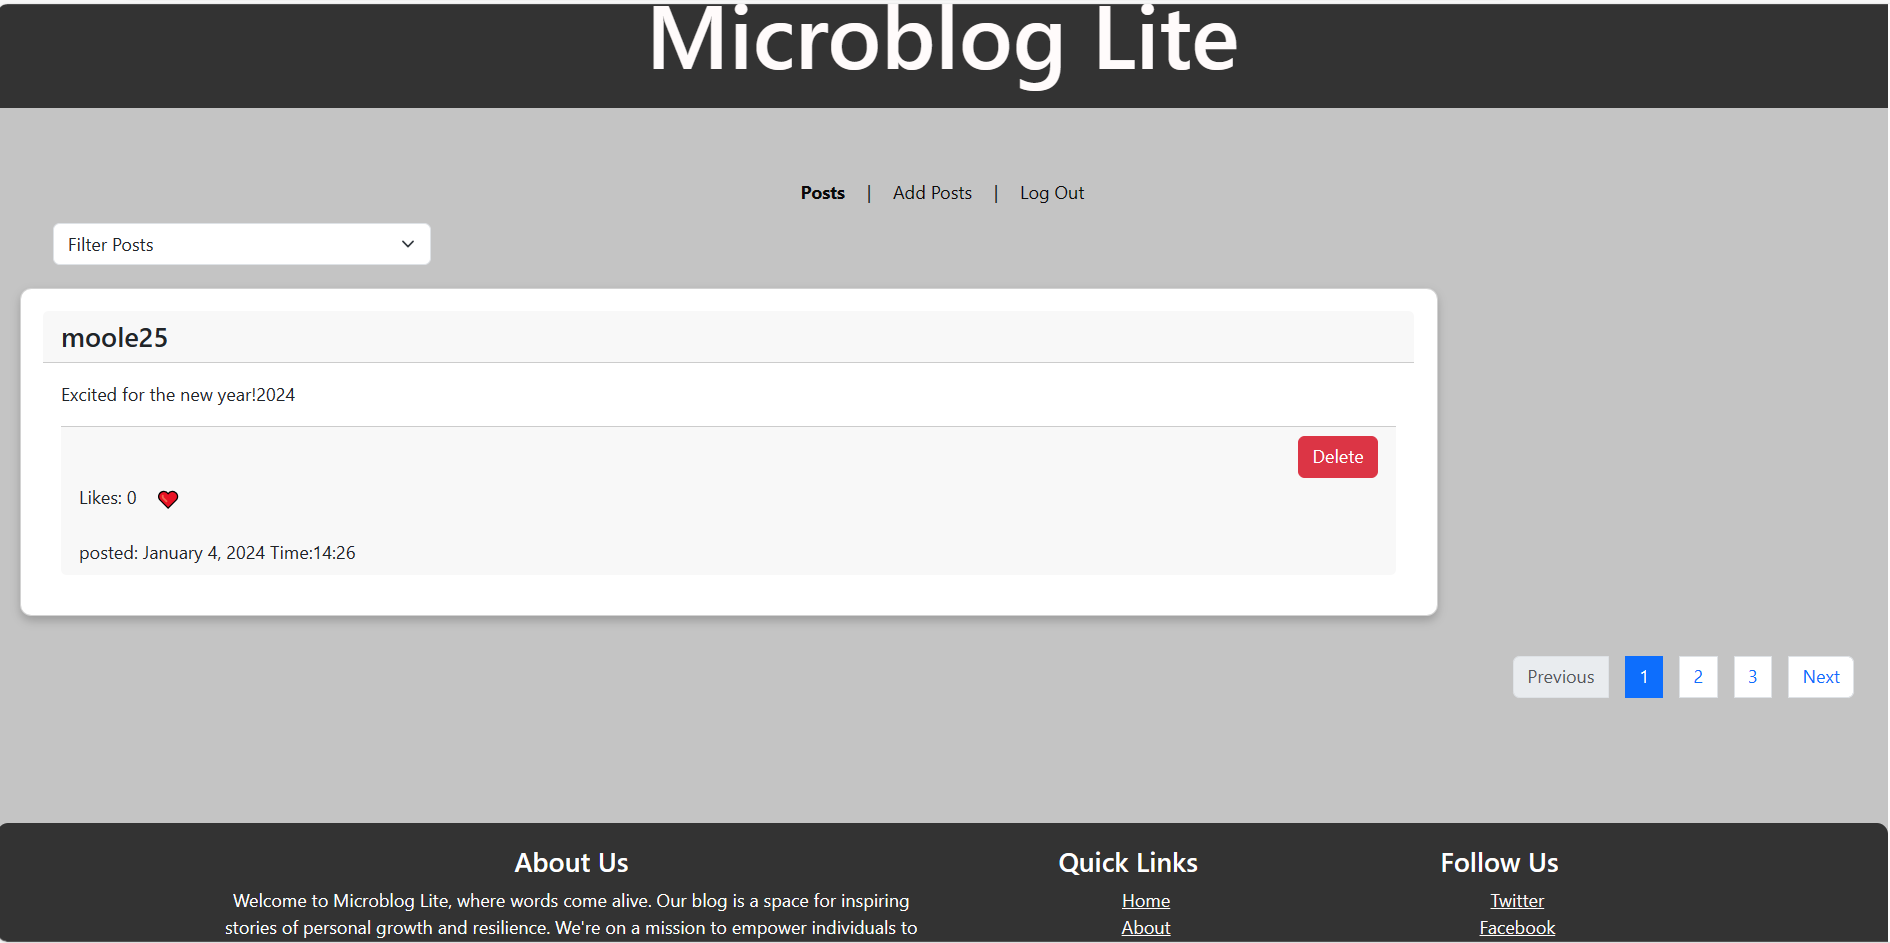 Microblog Lite
Posts | Add Posts | Log Out
Filter Posts
moole25
Excited for the new year!2024
Delete
Likes: 0
posted: January 4, 2024 Time:14:26
Previous 1 2 3 Next
About Us
Welcome to Microblog Lite, where words come alive. Our blog is a space for inspiring
stories of personal growth and resilience. We're on a mission to empower individuals to
Quick Links
Home
About
Follow Us
Twitter
Facebook